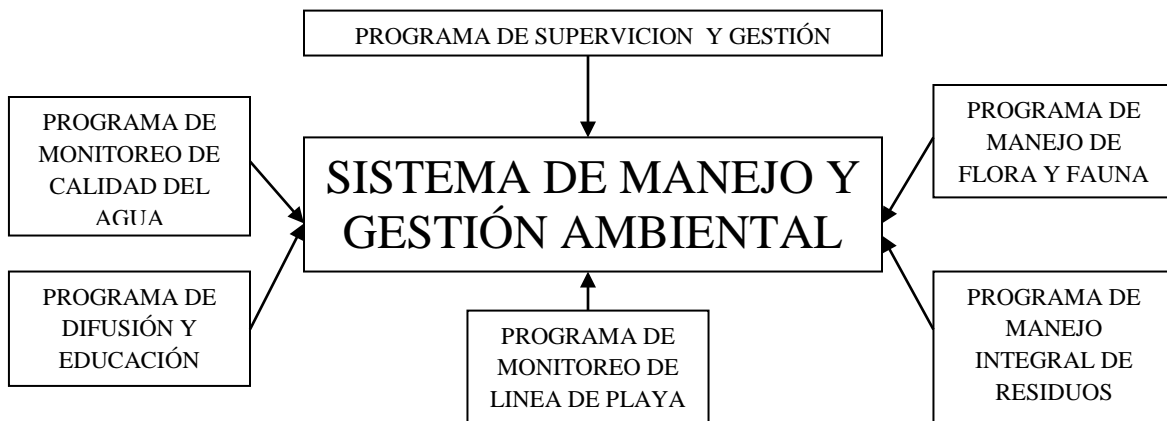 PROGRAMA DE SUPERVICION Y GESTIÓN
PROGRAMA DE
MONITOREO DE
CALIDAD DEL
AGUA
SISTEMA DE MANEJO Y
GESTIÓN AMBIENTAL
PROGRAMA DE
MANEJO DE
FLORA Y FAUNA
PROGRAMA DE
DIFUSIÓN Y
EDUCACIÓN
PROGRAMA DE
MONITOREO DE
LINEA DE PLAYA
PROGRAMA DE
MANEJO
INTEGRAL DE
RESIDUOS